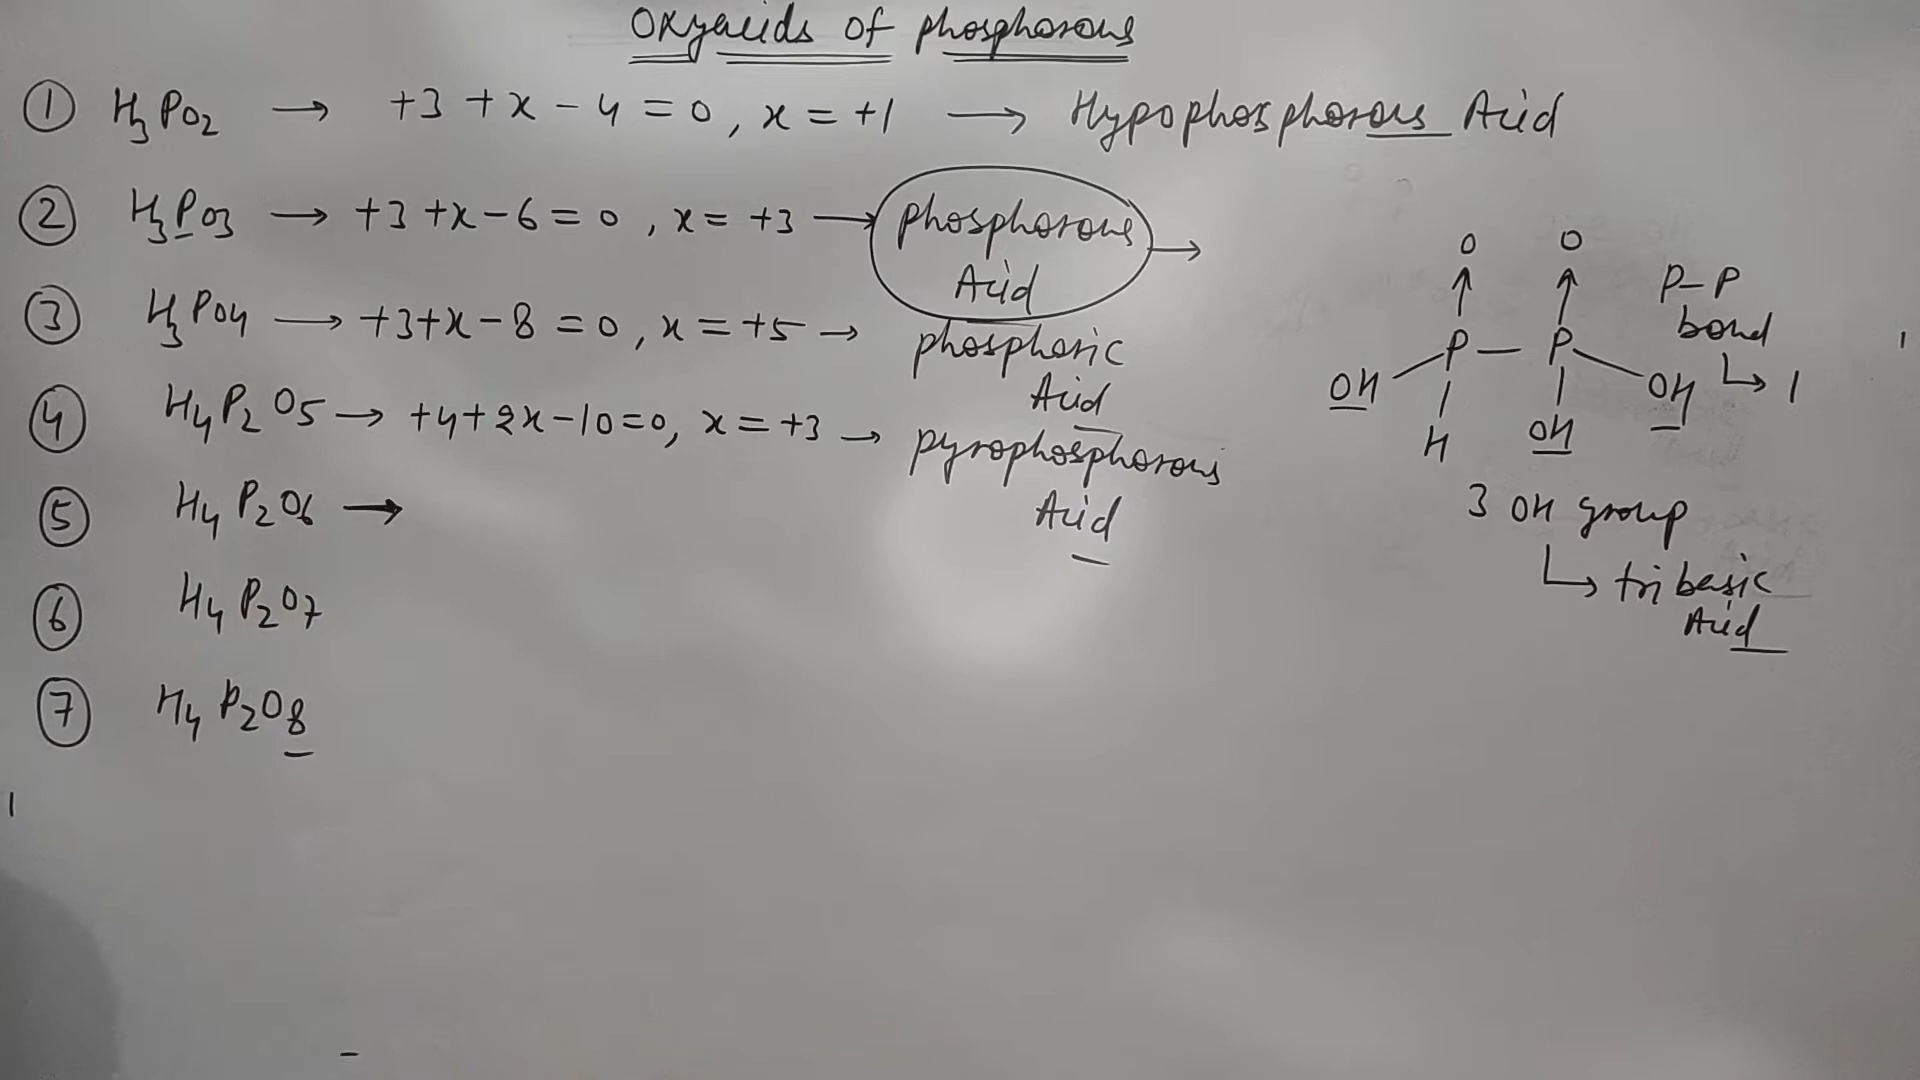 Oxyacids of phosphorous
① H₃PO₂ → +3 + x - 4 = 0, x = +1 → Hypophosphorous Acid
② H₃PO₃ → +3 + x - 6 = 0, x = +3 → phosphorous Acid →
③ H₃PO₄ → +3 + x - 8 = 0, x = +5 → phosphoric Acid
④ H₄P₂O₅ → +4 + 2x - 10 = 0, x = +3 → pyrophosphorous Acid
⑤ H₄P₂O₆ →
⑥ H₄P₂O₇
⑦ H₄P₂O₈
O O
↑ ↑
P - P
OH H OH OH
P-P
bond
↳ 1
3 OH group
↳ tribasic
Acid